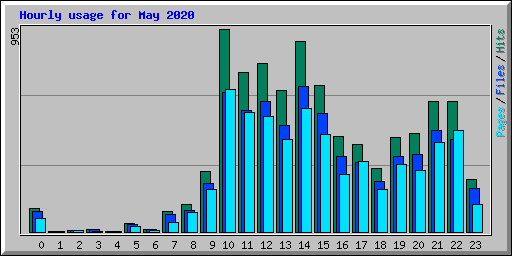 Hourly usage for May 2020
953
Pages/Files/Hits
0 1 2 3 4 5 6 7 8 9 10 11 12 13 14 15 16 17 18 19 20 21 22 23